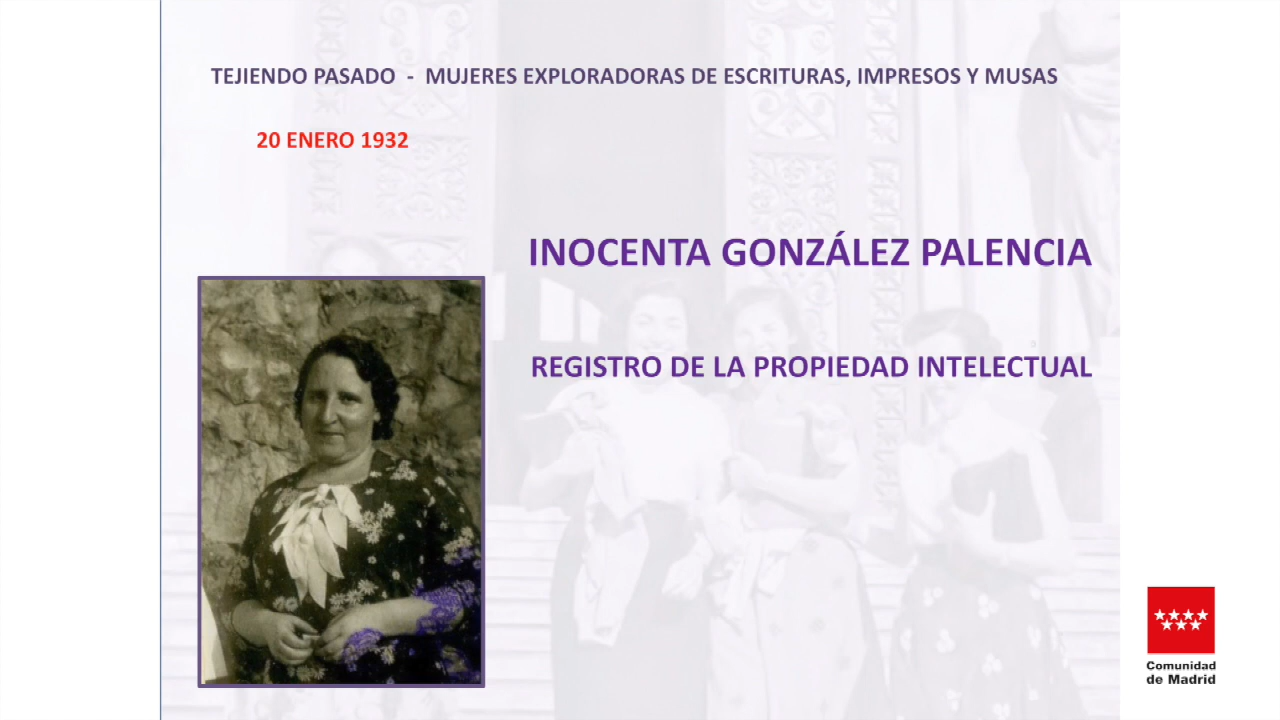 TEJIENDO PASADO - MUJERES EXPLORADORAS DE ESCRITURAS, IMPRESOS Y MUSAS
20 ENERO 1932
INOCENTA GONZÁLEZ PALENCIA
REGISTRO DE LA PROPIEDAD INTELECTUAL
Comunidad
de Madrid